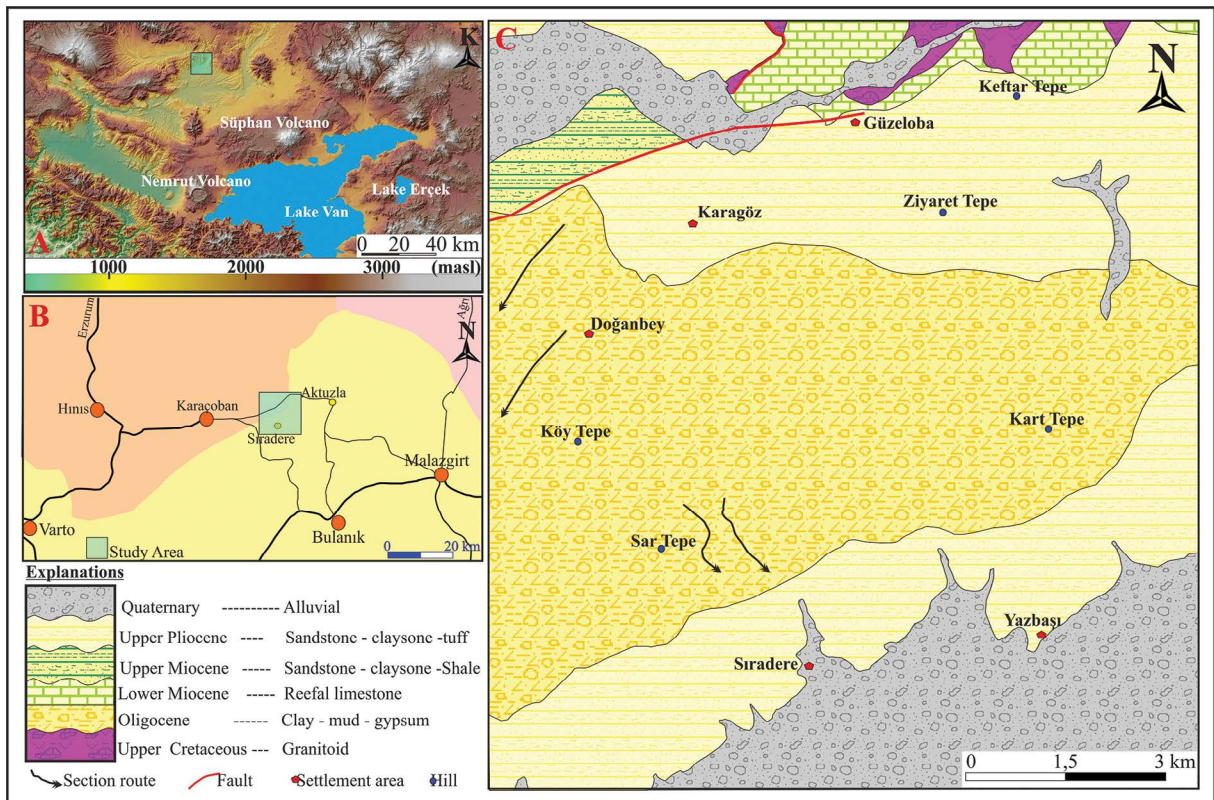 K
Süphan Volcano
Nemrut Volcano
Lake Erçek
Lake Van
A
0 20 40 km
1000 2000 3000 (masl)
B
Erzurum
Ağrı
N
Hınıs
Karaçoban
Aktuzla
Sıradere
Malazgirt
Varto
Bulanık
Study Area
0 20 km
Explanations
Quaternary ---------- Alluvial
Upper Pliocene ---- Sandstone - claysone -tuff
Upper Miocene ----- Sandstone - claysone -Shale
Lower Miocene ----- Reefal limestone
Oligocene ------ Clay - mud - gypsum
Upper Cretaceous --- Granitoid
Section route Fault Settlement area Hill
C
N
Keftar Tepe
Güzeloba
Karagöz
Ziyaret Tepe
Doğanbey
Köy Tepe
Kart Tepe
Sar Tepe
Yazbaşı
Sıradere
0 1,5 3 km